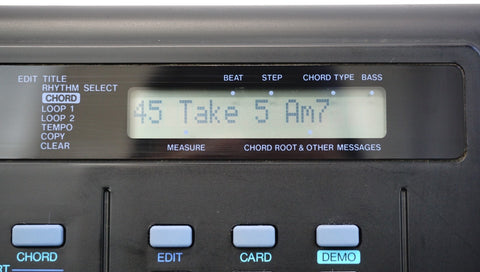 EDIT TITLE
RHYTHM SELECT
CHORD
LOOP 1
LOOP 2
TEMPO
COPY
CLEAR
BEAT STEP CHORD TYPE BASS
45 Take 5 Am7
MEASURE CHORD ROOT & OTHER MESSAGES
CHORD EDIT CARD DEMO